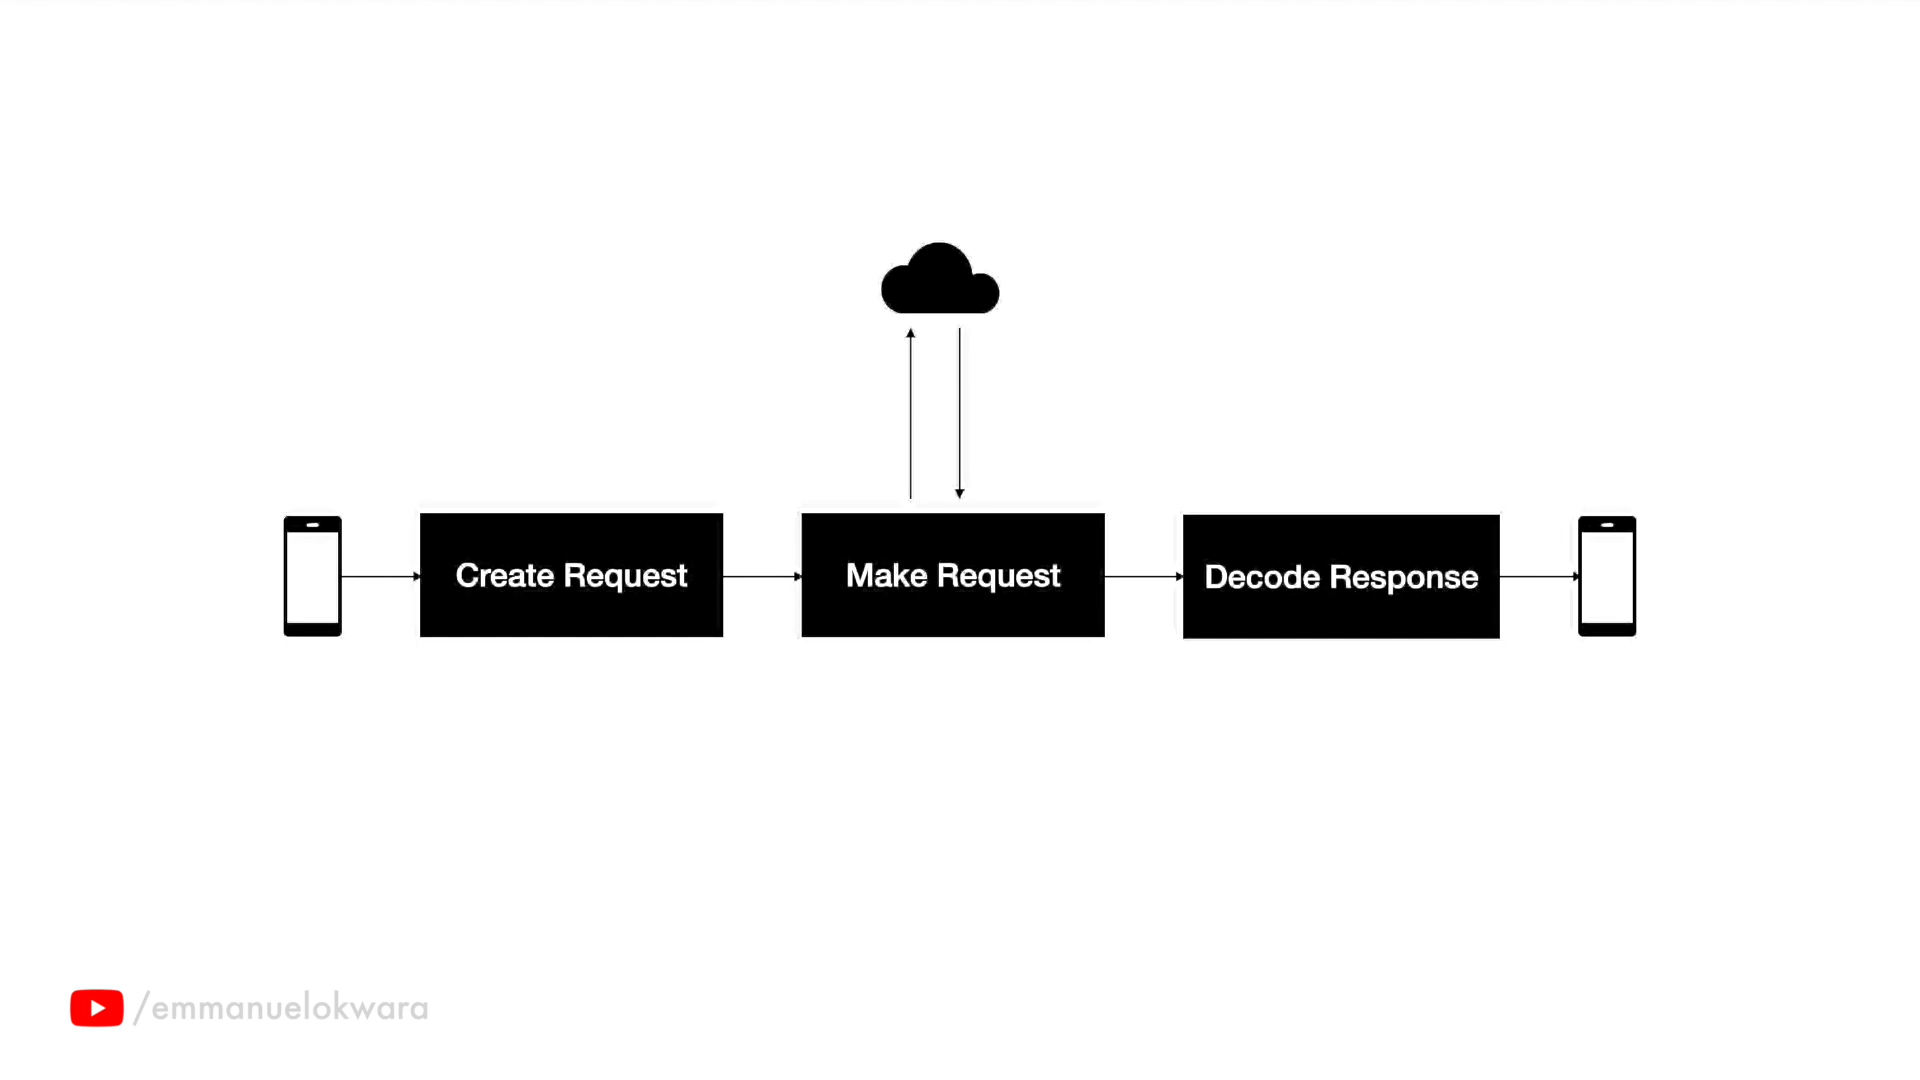 Create Request
Make Request
Decode Response
/emmanuelokwara